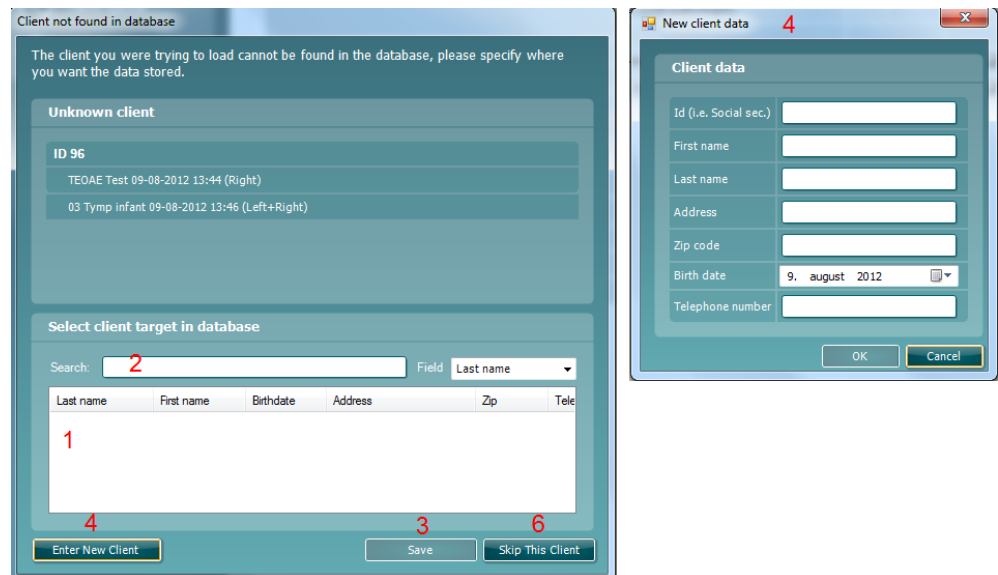 Client not found in database
The client you were trying to load cannot be found in the database, please specify where
you want the data stored.
Unknown client
ID 96
TEOAE Test 09-08-2012 13:44 (Right)
03 Tymp infant 09-08-2012 13:46 (Left+Right)
Select client target in database
Search: 2 Field Last name
Last name First name Birthdate Address Zip Tele
1
4 3 6
Enter New Client Save Skip This Client
New client data 4
Client data
Id (i.e. Social sec.)
First name
Last name
Address
Zip code
Birth date 9. august 2012
Telephone number
OK Cancel